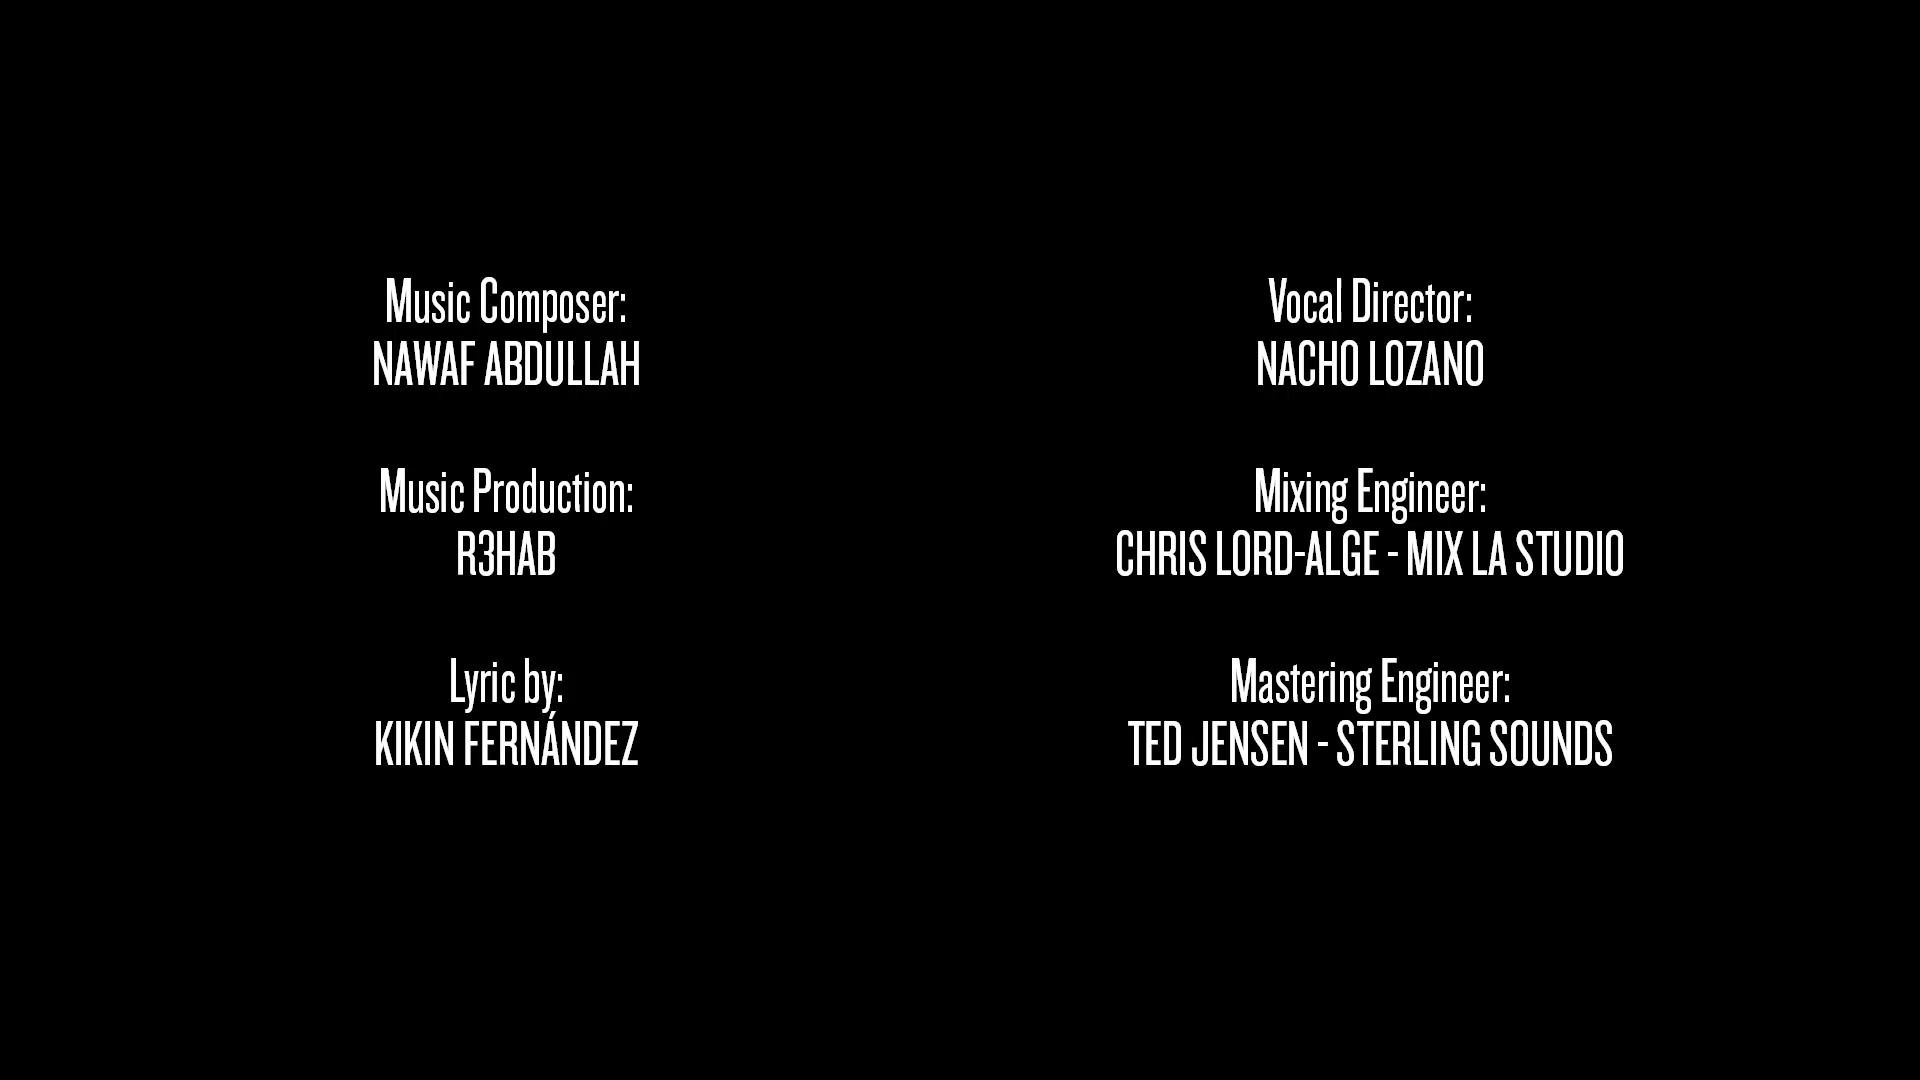 Music Composer:
NAWAF ABDULLAH
Music Production:
R3HAB
Lyric by:
KIKIN FERNÁNDEZ
Vocal Director:
NACHO LOZANO
Mixing Engineer:
CHRIS LORD-ALGE - MIX LA STUDIO
Mastering Engineer:
TED JENSEN - STERLING SOUNDS